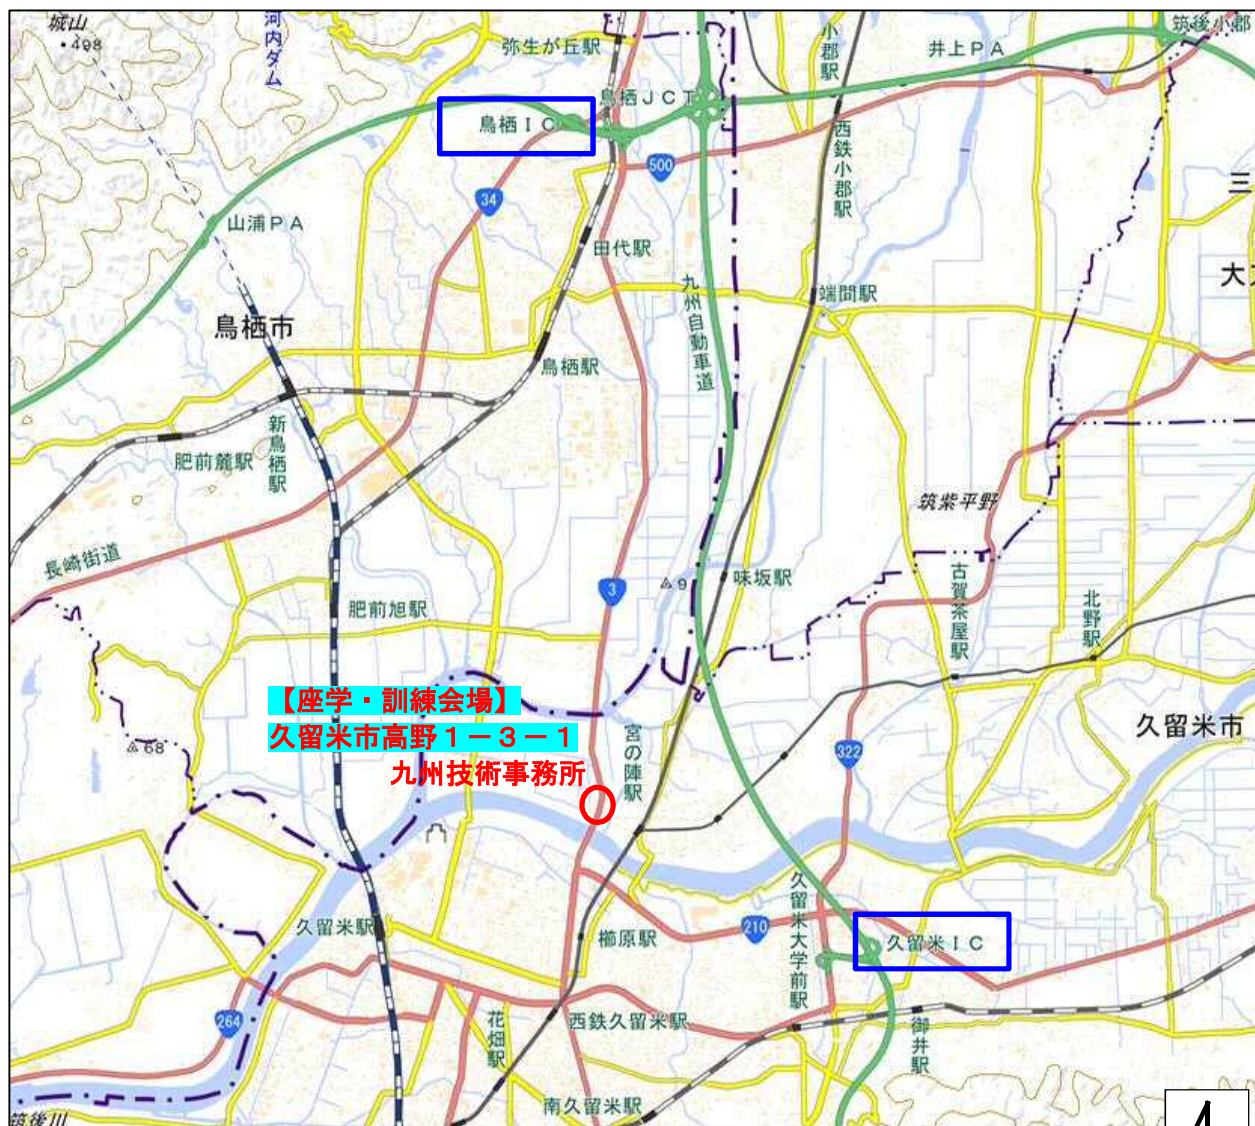 城山
・498
河内ダム
弥生が丘駅
小郡駅
井上ＰＡ
筑後小郡
鳥栖ＪＣＴ
鳥栖ＩＣ
500
西鉄小郡駅
34
三
山浦ＰＡ
田代駅
九州自動車道
端間駅
大
鳥栖市
鳥栖駅
新鳥栖駅
肥前麓駅
筑紫平野
長崎街道
3
9
味坂駅
古賀茶屋駅
北野駅
肥前旭駅
【座学・訓練会場】
久留米市高野１－３－１
九州技術事務所
宮の陣駅
68
322
久留米市
久留米駅
櫛原駅
210
久留米大学前駅
久留米ＩＣ
264
花畑駅
西鉄久留米駅
御井駅
南久留米駅
筑後川